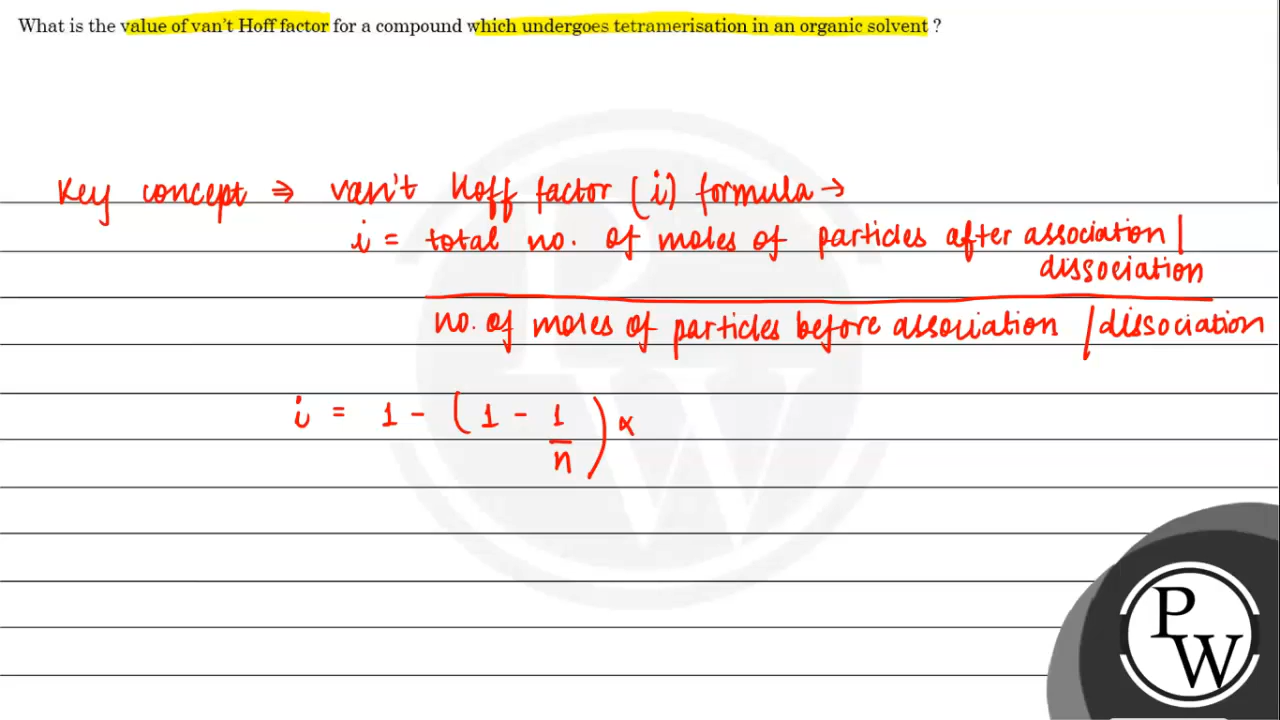 What is the value of van't Hoff factor for a compound which undergoes tetramerisation in an organic solvent ?
Key concept ⇒ van't Hoff factor (i) formula →
i = total no. of moles of particles after association /
dissociation
no. of moles of particles before association / dissociation
i = 1 - (1 - 1/n) α
P
W
P
W